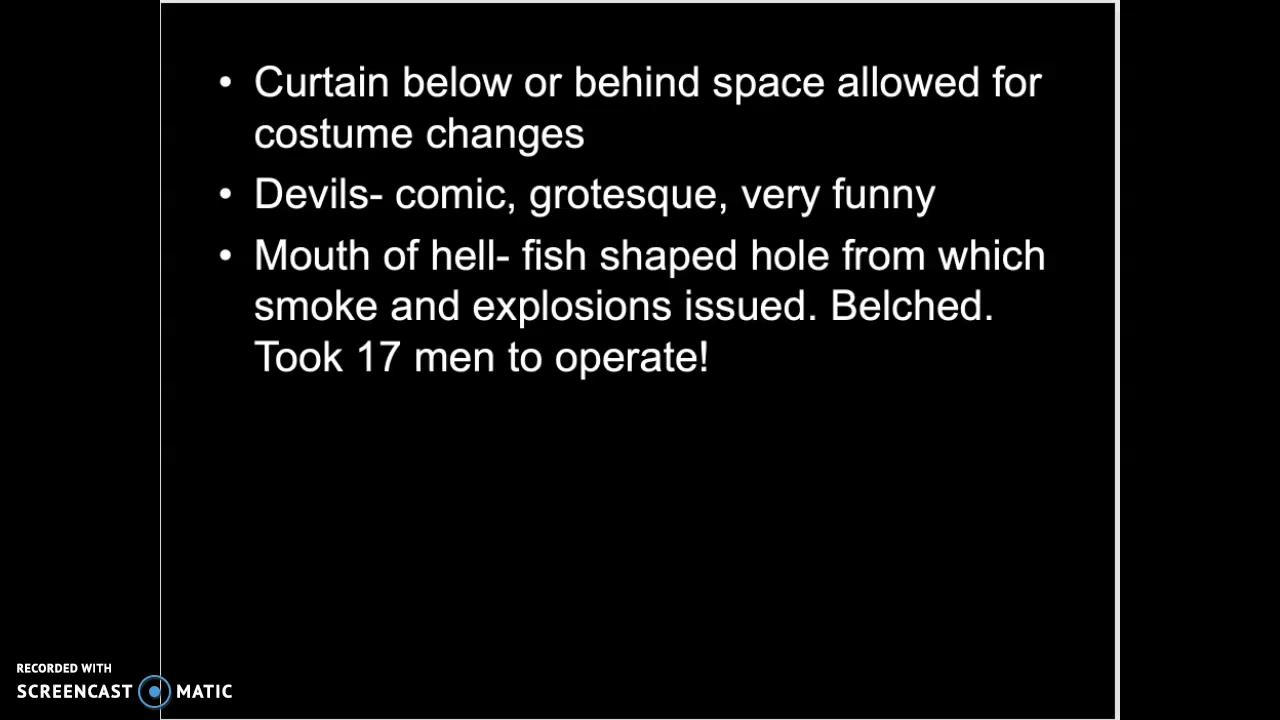 • Curtain below or behind space allowed for
costume changes
• Devils- comic, grotesque, very funny
• Mouth of hell- fish shaped hole from which
smoke and explosions issued. Belched.
Took 17 men to operate!
RECORDED WITH
SCREENCAST MATIC